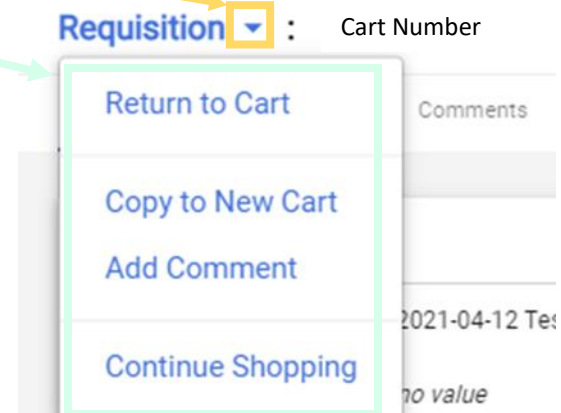 Requisition : Cart Number
Return to Cart
Comments
Copy to New Cart
Add Comment
2021-04-12 Tes
Continue Shopping
no value